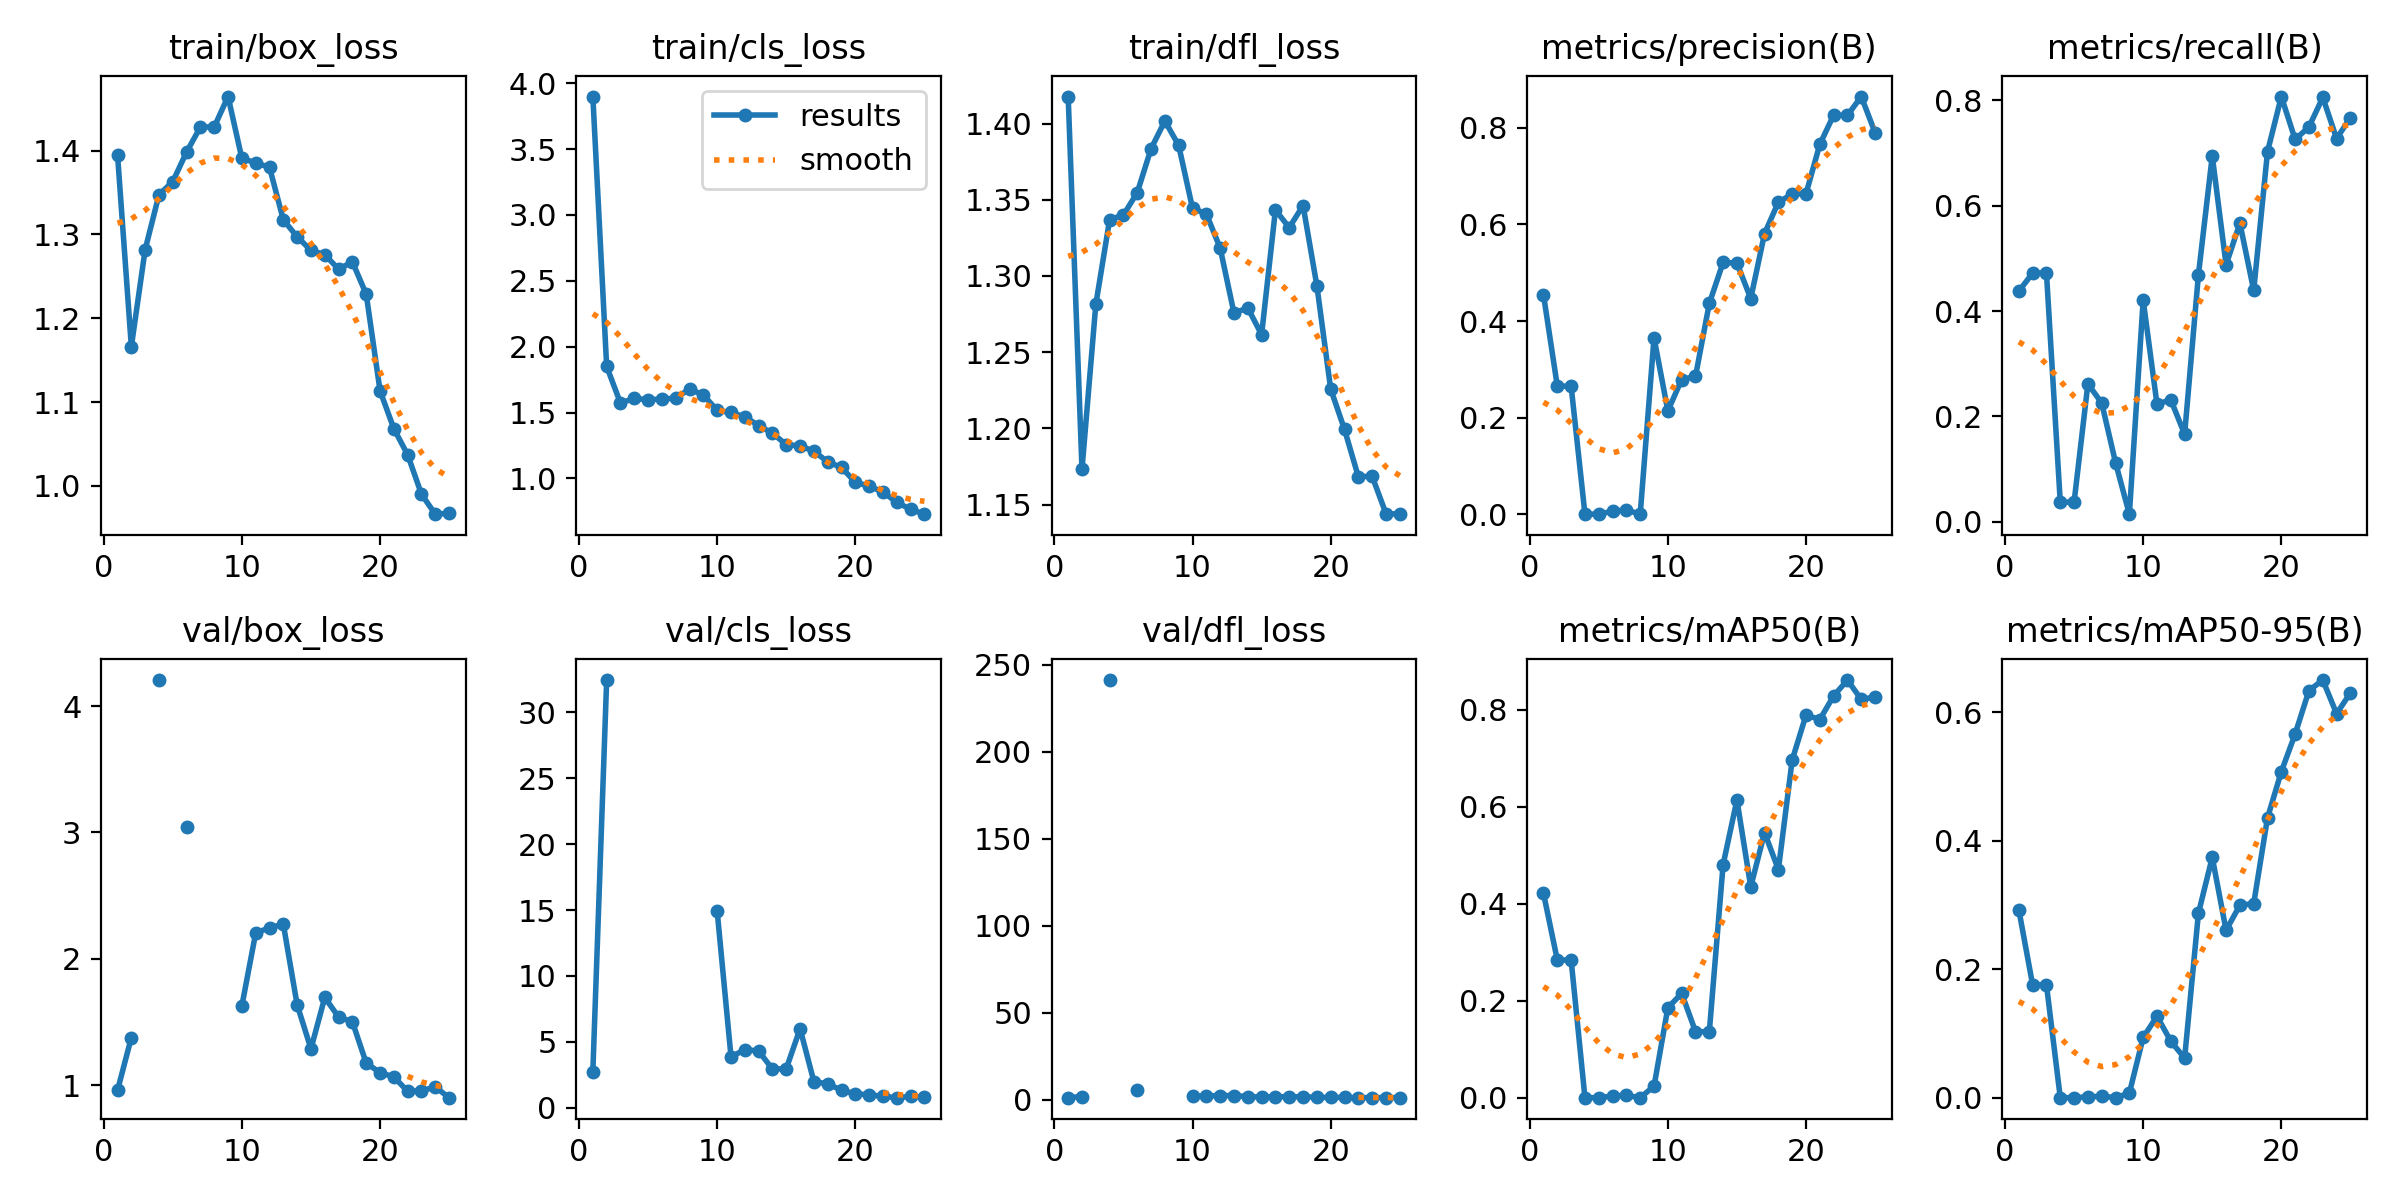 train/box_loss
train/cls_loss
train/dfl_loss
metrics/precision(B)
metrics/recall(B)
1.4
1.3
1.2
1.1
1.0
0 10 20
4.0
3.5
3.0
2.5
2.0
1.5
1.0
0 10 20
results
smooth
1.40
1.35
1.30
1.25
1.20
1.15
0 10 20
0.8
0.6
0.4
0.2
0.0
0 10 20
0.8
0.6
0.4
0.2
0.0
0 10 20
val/box_loss
val/cls_loss
val/dfl_loss
metrics/mAP50(B)
metrics/mAP50-95(B)
4
3
2
1
0 10 20
30
25
20
15
10
5
0
0 10 20
250
200
150
100
50
0
0 10 20
0.8
0.6
0.4
0.2
0.0
0 10 20
0.6
0.4
0.2
0.0
0 10 20